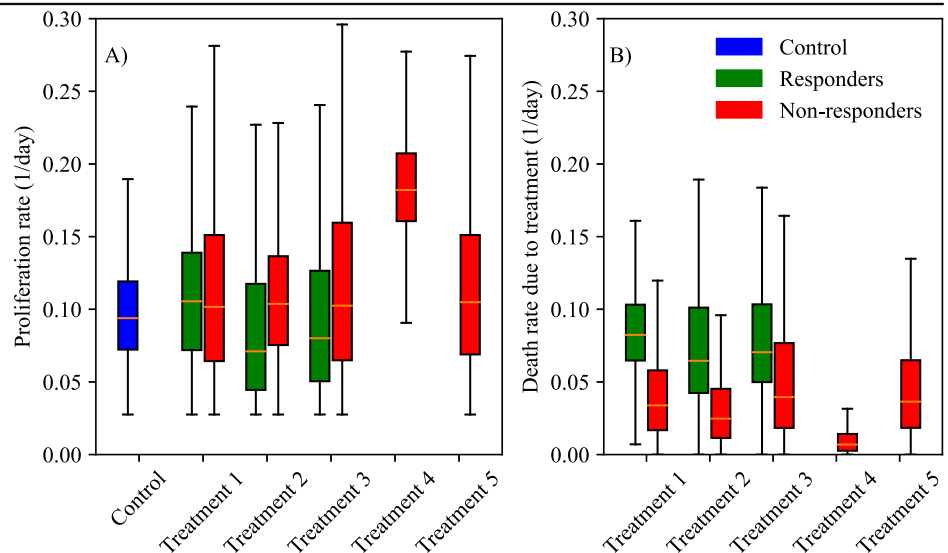 A)
Proliferation rate (1/day)
0.30
0.25
0.20
0.15
0.10
0.05
0.00
Control
Treatment 1
Treatment 2
Treatment 3
Treatment 4
Treatment 5
B)
Death rate due to treatment (1/day)
0.30
0.25
0.20
0.15
0.10
0.05
0.00
Control
Responders
Non-responders
Treatment 1
Treatment 2
Treatment 3
Treatment 4
Treatment 5